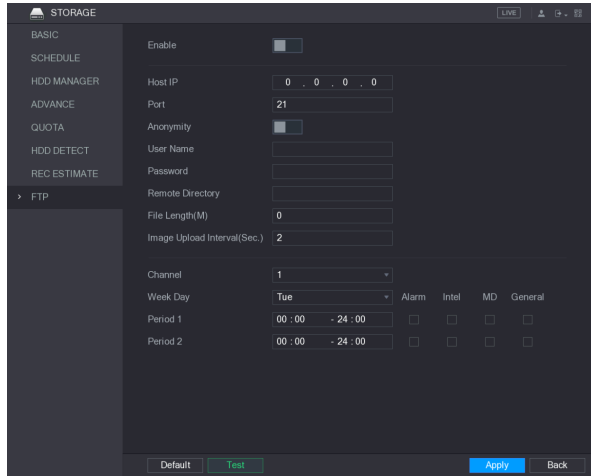 STORAGE
LIVE
BASIC
SCHEDULE
HDD MANAGER
ADVANCE
QUOTA
HDD DETECT
REC ESTIMATE
> FTP
Enable
Host IP 0 . 0 . 0 . 0
Port 21
Anonymity
User Name
Password
Remote Directory
File Length(M) 0
Image Upload Interval(Sec.) 2
Channel 1
Week Day Tue Alarm Intel MD General
Period 1 00 : 00 - 24 : 00
Period 2 00 : 00 - 24 : 00
Default Test Apply Back